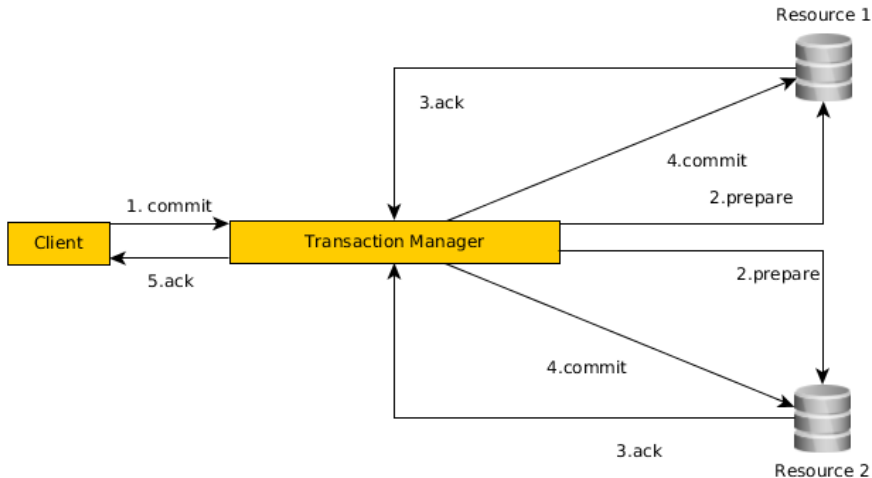 Resource 1
3.ack
4.commit
2.prepare
1. commit
Client
Transaction Manager
5.ack
2.prepare
4.commit
3.ack
Resource 2